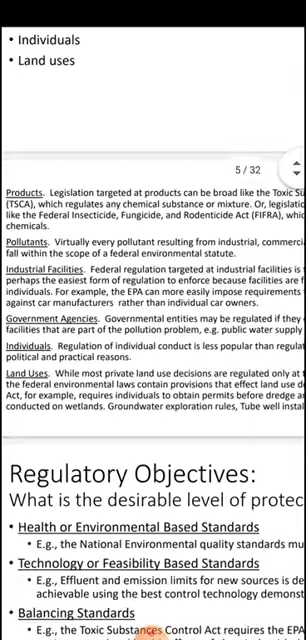 • Individuals
• Land uses
5 / 32
Products. Legislation targeted at products can be broad like the Toxic Su
(TSCA), which regulates any chemical substance or mixture. Or, legislatic
like the Federal Insecticide, Fungicide, and Rodenticide Act (FIFRA), whic
chemicals.
Pollutants. Virtually every pollutant resulting from industrial, commerci
fall within the scope of a federal environmental statute.
Industrial Facilities. Federal regulation targeted at industrial facilities is
perhaps the easiest form of regulation to enforce because facilities are f
individuals. For example, the EPA can more easily impose requirements
against car manufacturers rather than individual car owners.
Government Agencies. Governmental entities may be regulated if they
facilities that are part of the pollution problem, e.g. public water supply
Individuals. Regulation of individual conduct is less popular than regulat
political and practical reasons.
Land Uses. While most private land use decisions are regulated only at
the federal environmental laws contain provisions that effect land use d
Act, for example, requires individuals to obtain permits before dredge a
conducted on wetlands. Groundwater exploration rules, Tube well instal
Regulatory Objectives:
What is the desirable level of protec
• Health or Environmental Based Standards
• E.g., the National Environmental quality standards mu
• Technology or Feasibility Based Standards
• E.g., Effluent and emission limits for new sources is de
achievable using the best control technology demonst
• Balancing Standards
• E.g., the Toxic Substances Control Act requires the EPA